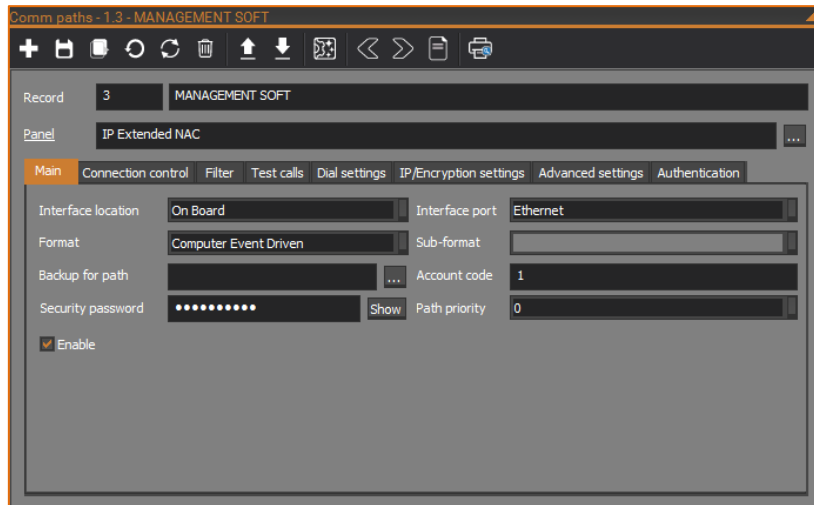 Comm paths - 1.3 - MANAGEMENT SOFT
Record 3 MANAGEMENT SOFT
Panel IP Extended NAC ...
Main Connection control Filter Test calls Dial settings IP/Encryption settings Advanced settings Authentication
Interface location On Board Interface port Ethernet
Format Computer Event Driven Sub-format
Backup for path ... Account code 1
Security password •••••••••• Show Path priority 0
Enable